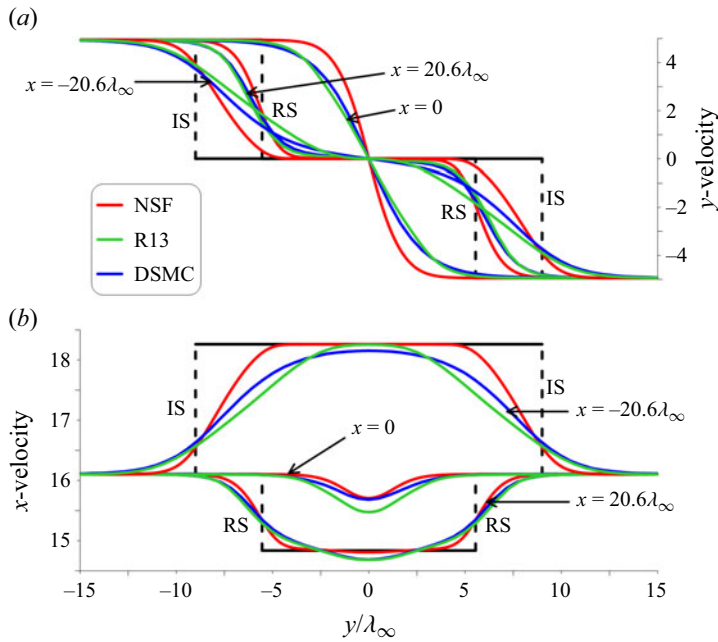 (a)
x = –20.6λ∞
x = 20.6λ∞
x = 0
IS
RS
RS
IS
4
2
0
–2
–4
y-velocity
NSF
R13
DSMC
(b)
18
17
16
15
x-velocity
IS
IS
x = 0
x = –20.6λ∞
x = 20.6λ∞
RS
RS
–15
–10
–5
0
5
10
15
y/λ∞